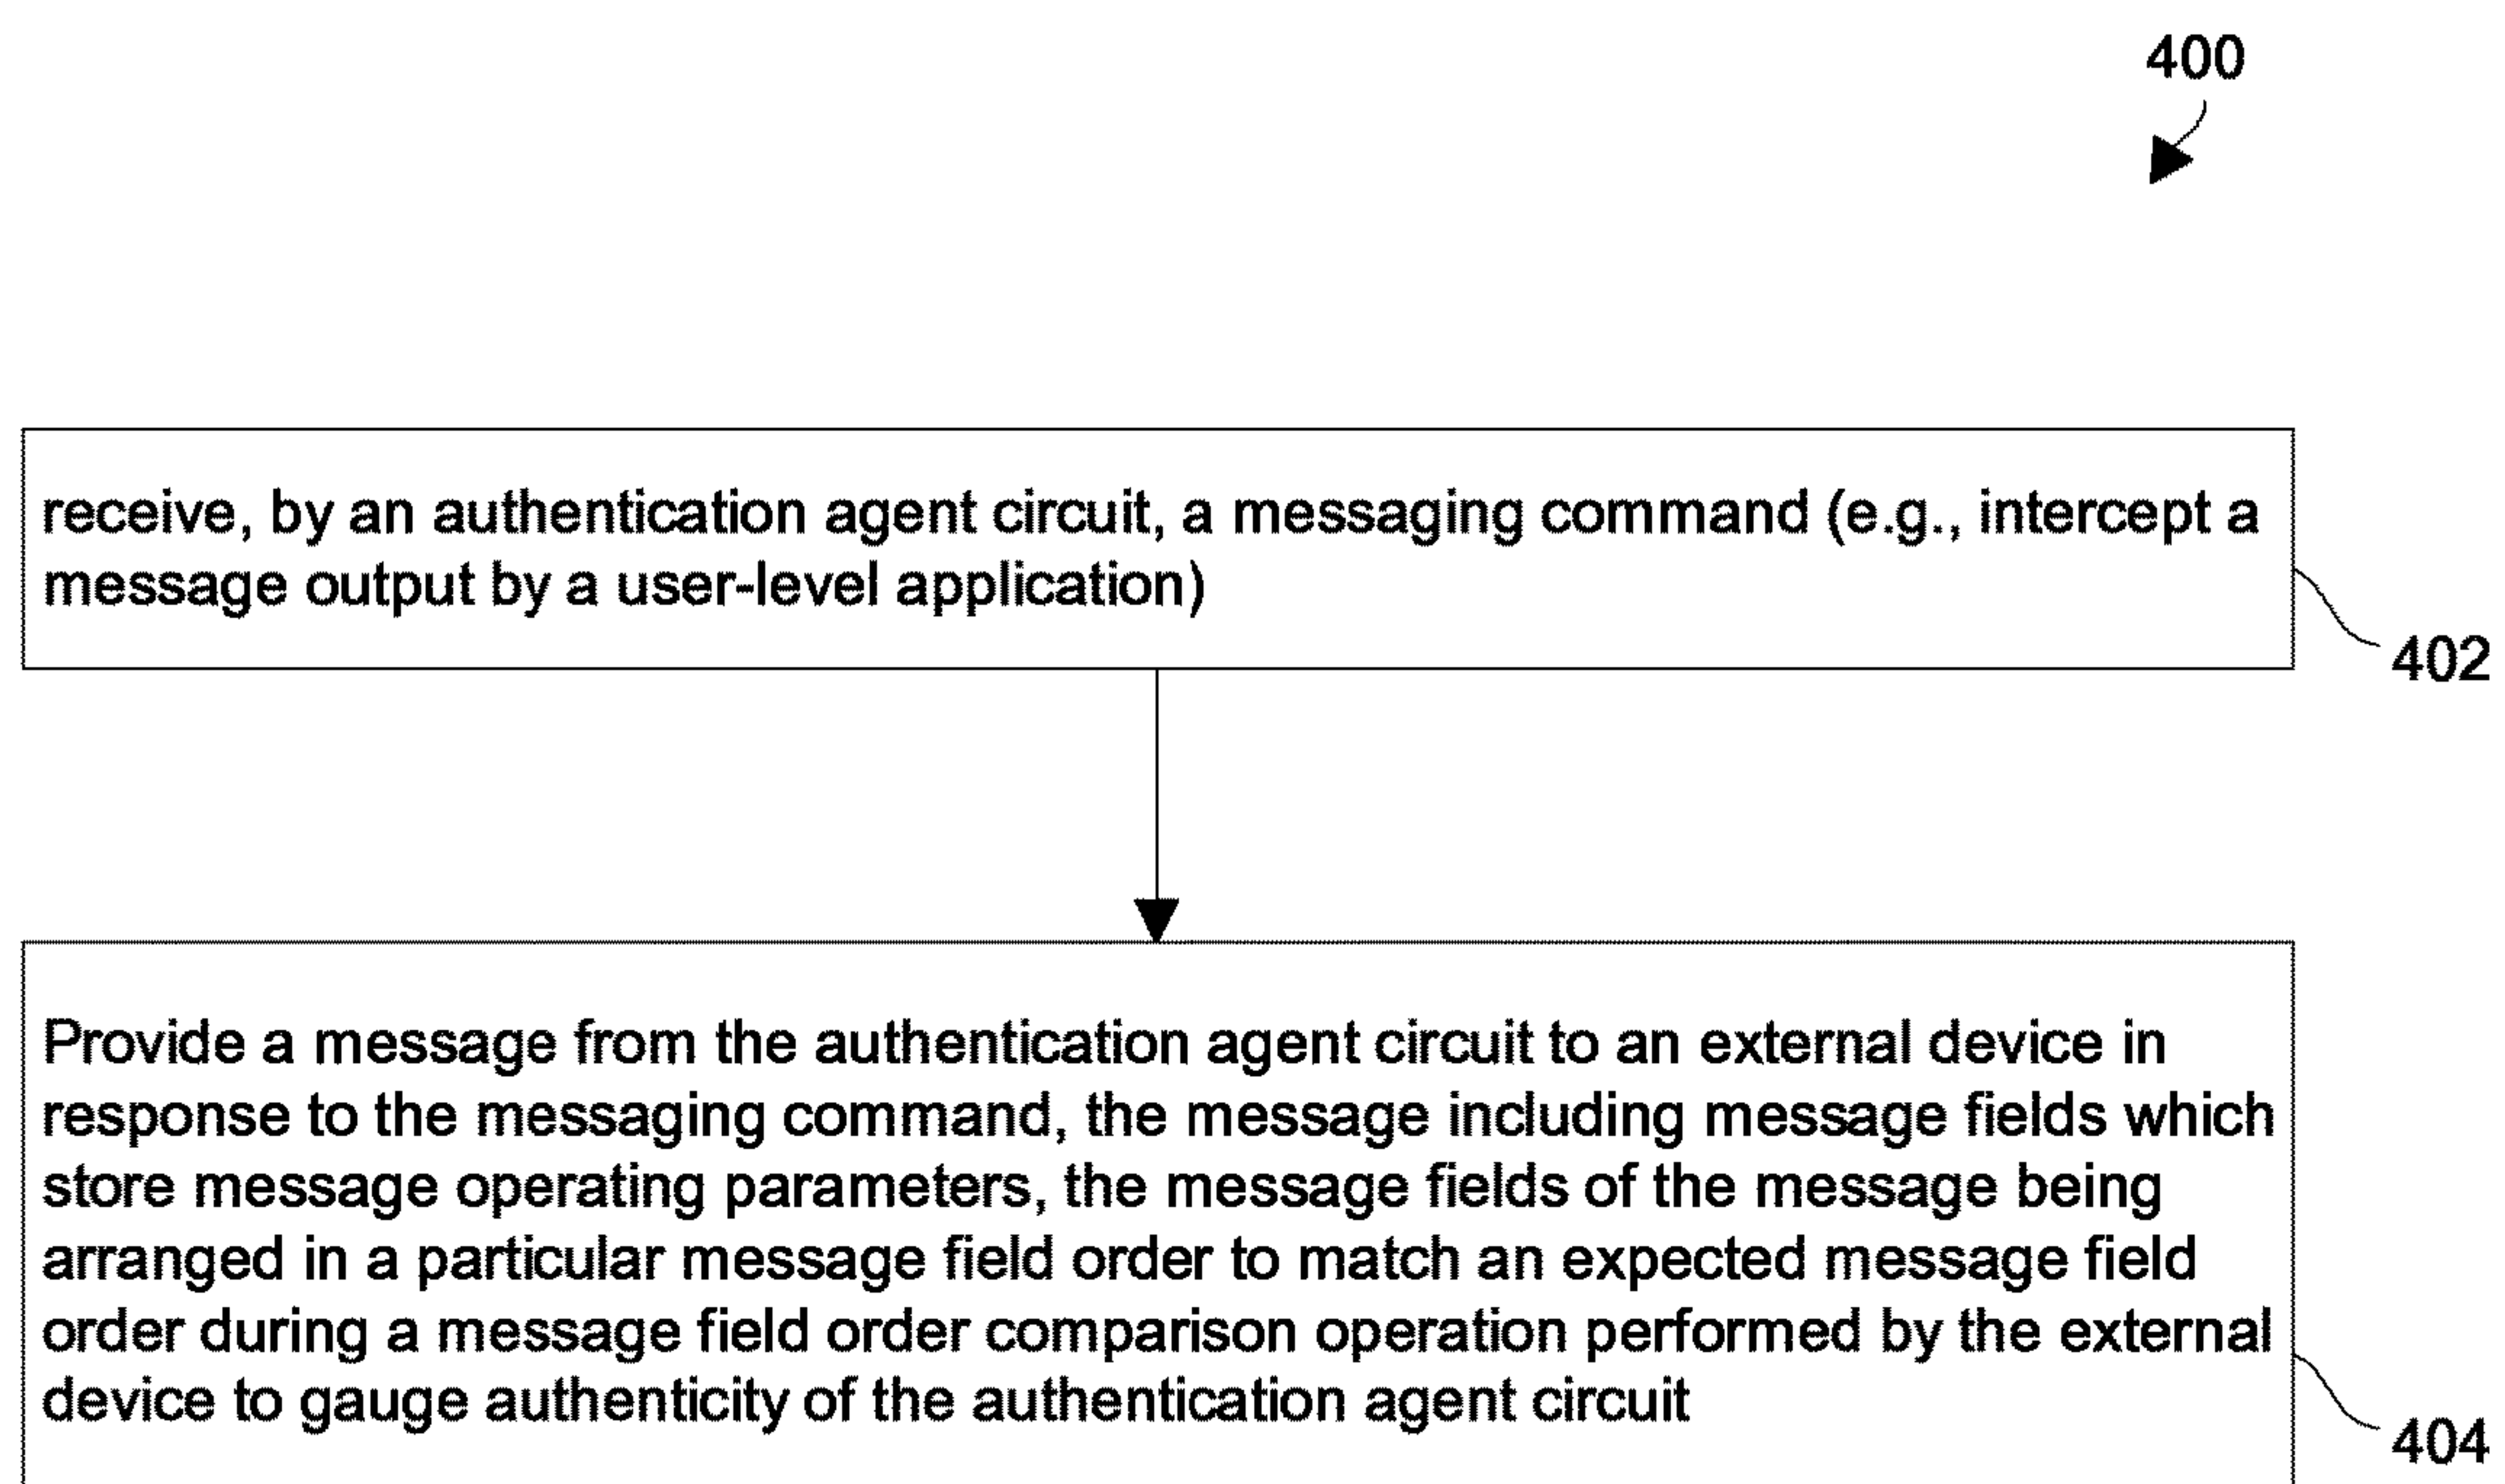 400
receive, by an authentication agent circuit, a messaging command (e.g., intercept a
message output by a user-level application)
402
Provide a message from the authentication agent circuit to an external device in
response to the messaging command, the message including message fields which
store message operating parameters, the message fields of the message being
arranged in a particular message field order to match an expected message field
order during a message field order comparison operation performed by the external
device to gauge authenticity of the authentication agent circuit
404